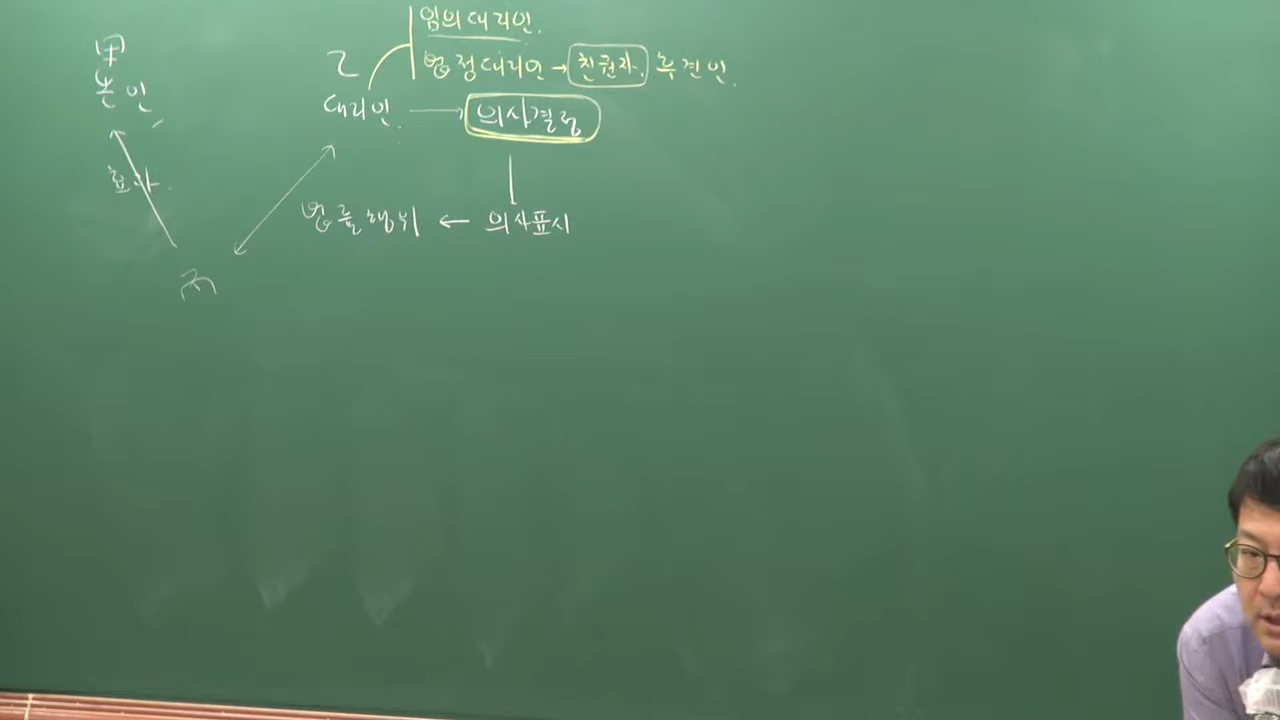 임의대리인.
甲
乙
법정대리인 → 친권자. 후견인.
본인
대리인. → 의사결정
효과.
법률행위 ← 의사표시
丙